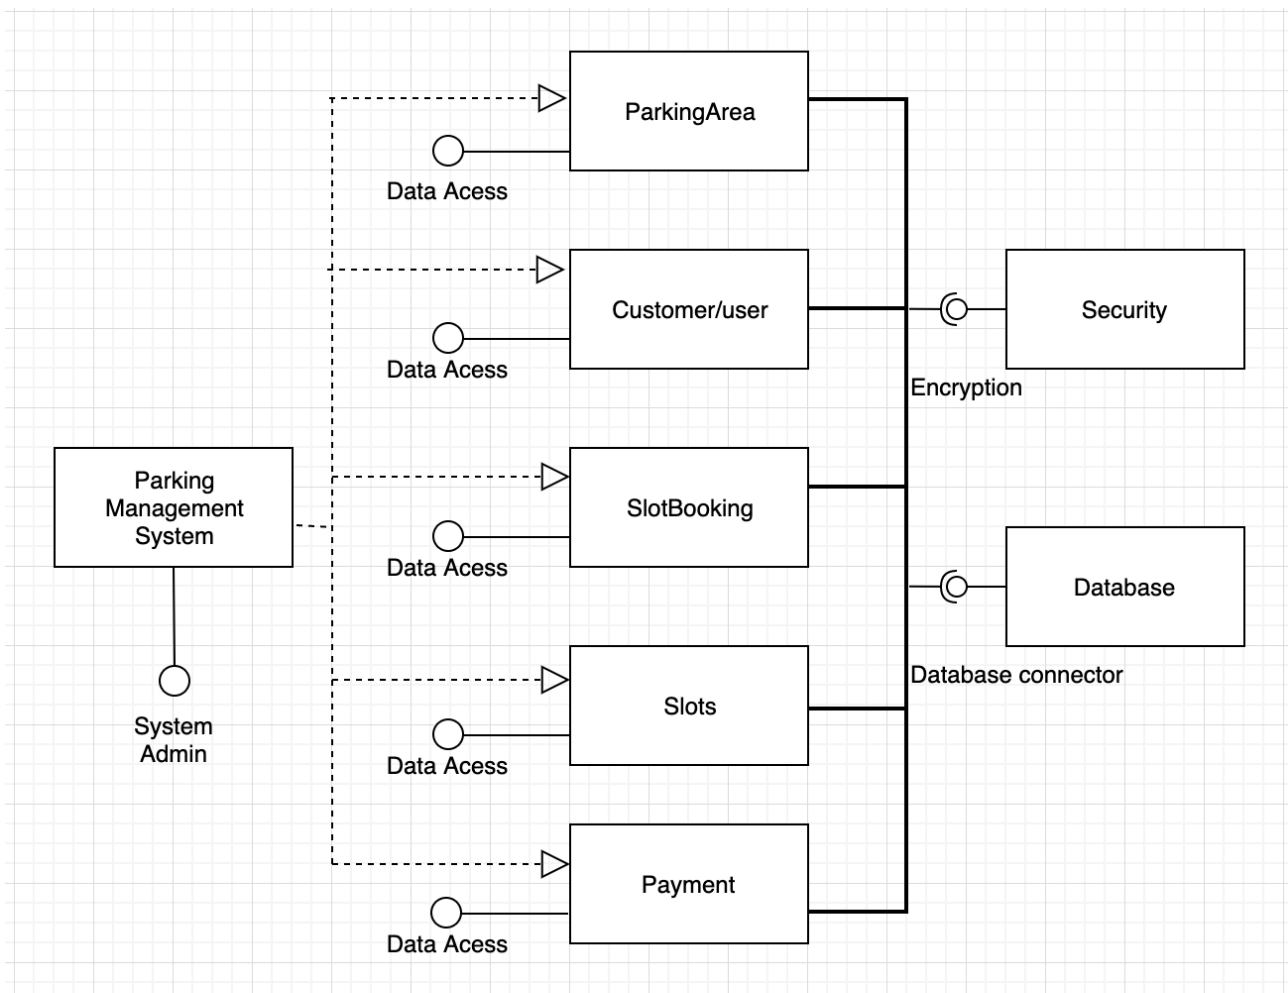 ParkingArea
Data Acess
Customer/user
Data Acess
Security
Encryption
Parking
Management
System
SlotBooking
Data Acess
Database
Database connector
System
Admin
Slots
Data Acess
Payment
Data Acess